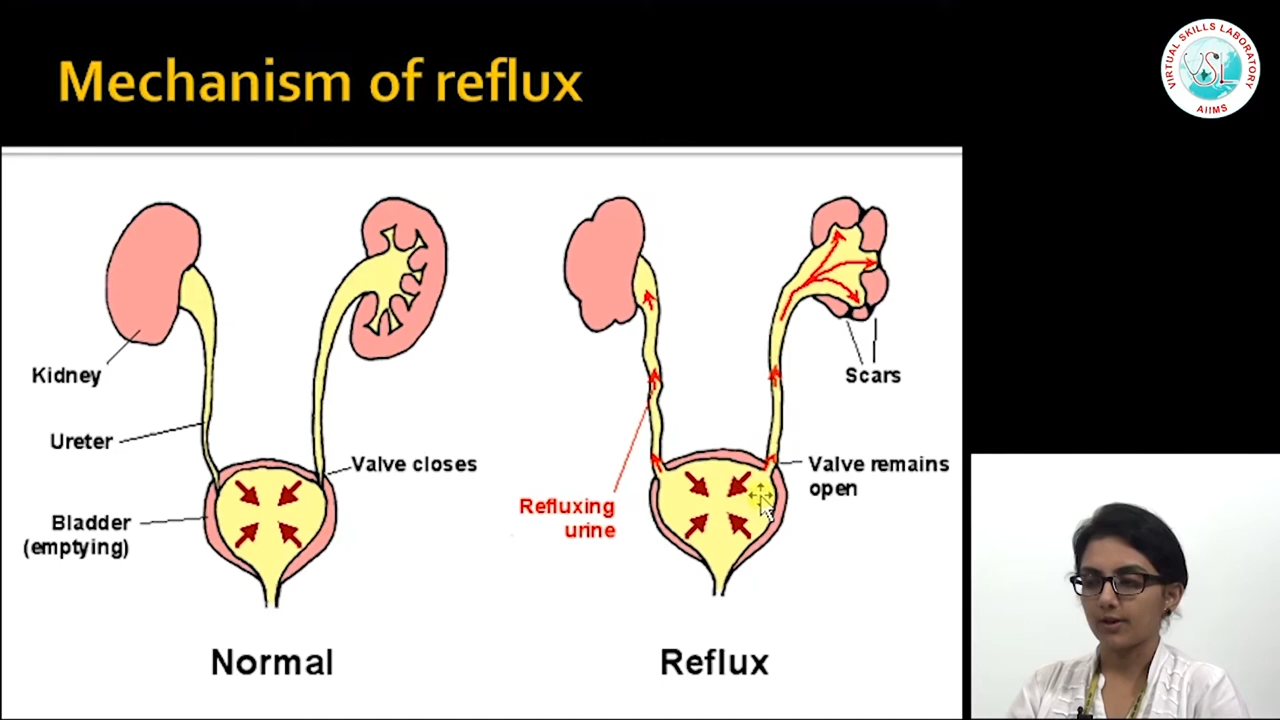 Mechanism of reflux
VIRTUAL SKILLS LABORATORY
VSL
AIIMS
Kidney
Ureter
Bladder
(emptying)
Valve closes
Normal
Refluxing
urine
Scars
Valve remains
open
Reflux